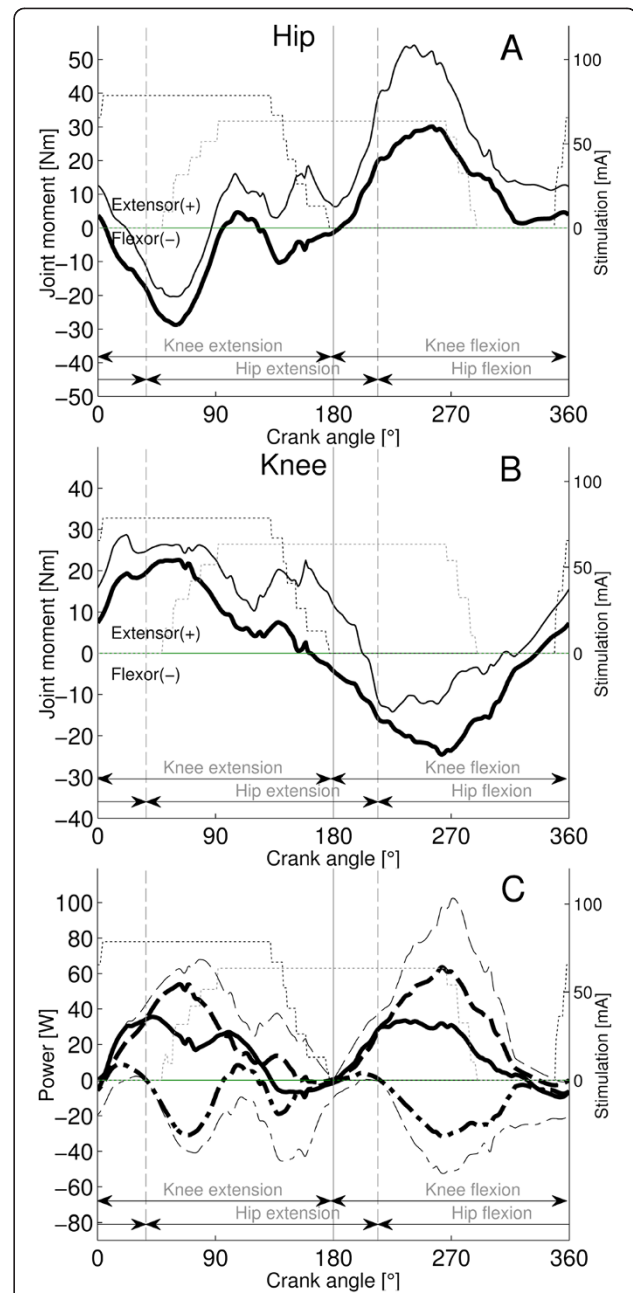 Hip
A
Joint moment [Nm]
50
40
30
20
10
0
−10
−20
−30
−40
−50
Extensor(+)
Flexor(−)
100
50
0
Stimulation [mA]
Knee extension
Knee flexion
Hip extension
Hip flexion
0
90
180
270
360
Crank angle [°]
Knee
B
Joint moment [Nm]
40
30
20
10
0
−10
−20
−30
−40
Extensor(+)
Flexor(−)
100
50
0
Stimulation [mA]
Knee extension
Knee flexion
Hip extension
Hip flexion
0
90
180
270
360
Crank angle [°]
C
Power [W]
100
80
60
40
20
0
−20
−40
−60
−80
100
50
0
Stimulation [mA]
Knee extension
Knee flexion
Hip extension
Hip flexion
0
90
180
270
360
Crank angle [°]